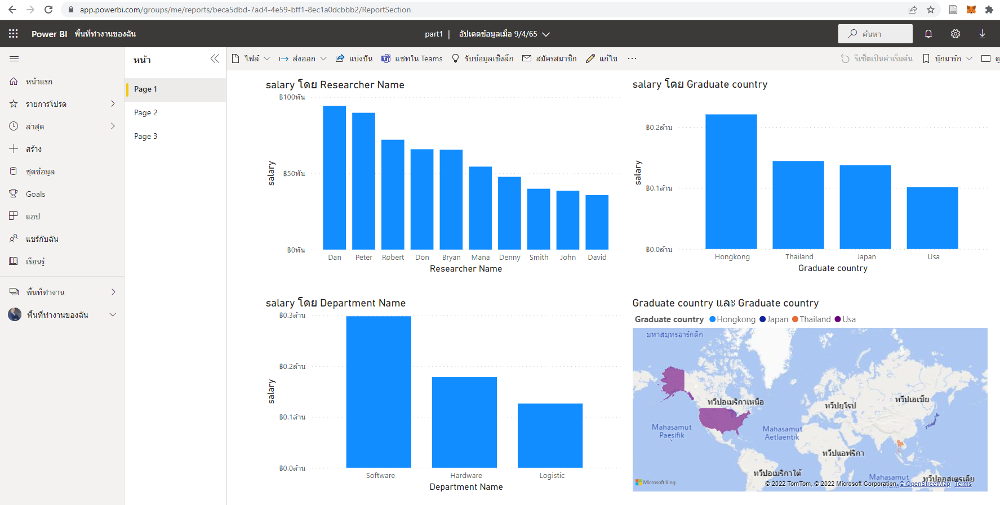 app.powerbi.com/groups/me/reports/beca5dbd-7ad4-4e59-bff1-8ec1a0dcbbb2/ReportSection
Power BI พื้นที่ทำงานของฉัน
part1 | อัปเดตข้อมูลเมื่อ 9/4/65
ค้นหา
หน้าแรก
รายการโปรด
ล่าสุด
สร้าง
ชุดข้อมูล
Goals
แอป
แชร์กับฉัน
เรียนรู้
พื้นที่ทำงาน
พื้นที่ทำงานของฉัน
หน้า
Page 1
Page 2
Page 3
ไฟล์ ส่งออก แบ่งปัน แชทใน Teams รับข้อมูลเชิงลึก สมัครสมาชิก แก้ไข ...
รีเซ็ตเป็นค่าเริ่มต้น บุ๊กมาร์ก ดู
salary โดย Researcher Name
฿100พัน
฿50พัน
฿0พัน
salary
Dan Peter Robert Don Bryan Mana Denny Smith John David
Researcher Name
salary โดย Graduate country
฿0.2ล้าน
฿0.1ล้าน
฿0.0ล้าน
salary
Hongkong Thailand Japan Usa
Graduate country
salary โดย Department Name
฿0.3ล้าน
฿0.2ล้าน
฿0.1ล้าน
฿0.0ล้าน
salary
Software Hardware Logistic
Department Name
Graduate country และ Graduate country
Graduate country Hongkong Japan Thailand Usa
มหาสมุทรอาร์กติก
ทวีปอเมริกาเหนือ
ทวีปยุโรป
ทวีปเอเชีย
Mahasamut
Paesifik
Mahasamut
Aetlaentik
ทวีปแอฟริกา
ทวีปอเมริกาใต้
Mahasamut
ทวีปออสเตรเลีย
Microsoft Bing
© 2022 TomTom, © 2022 Microsoft Corporation, © OpenStreetMap Terms